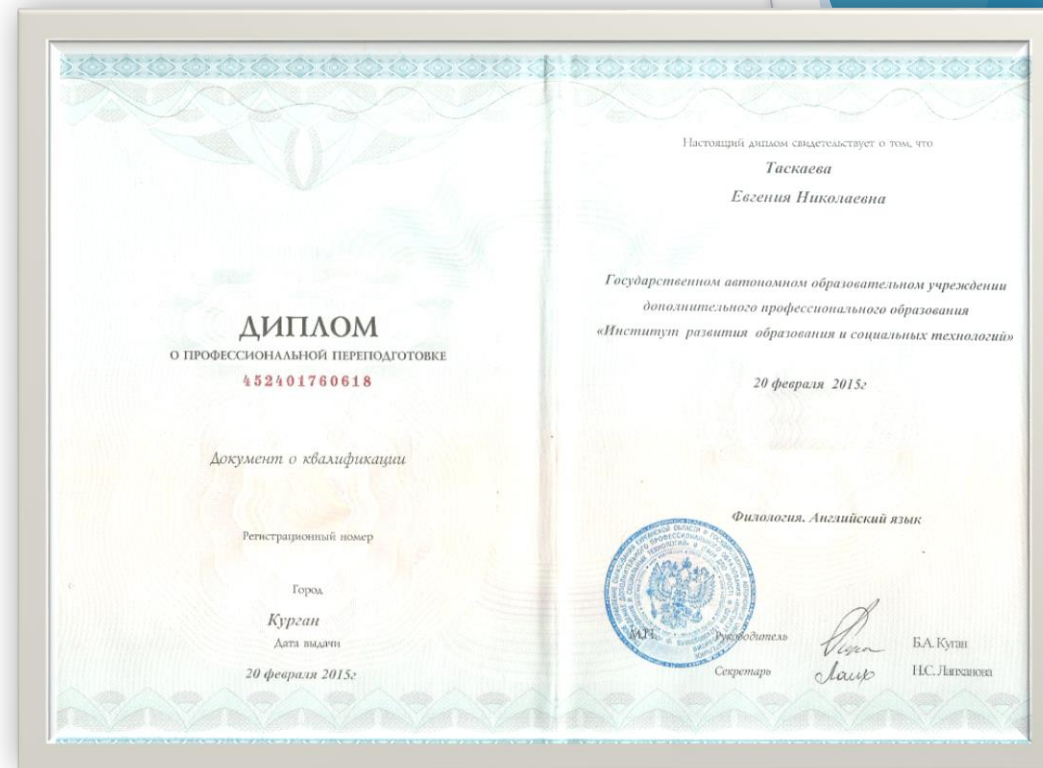 ДИПЛОМ
О ПРОФЕССИОНАЛЬНОЙ ПЕРЕПОДГОТОВКЕ
452401760618
Документ о квалификации
Регистрационный номер
Город
Курган
Дата выдачи
20 февраля 2015г
Настоящий диплом свидетельствует о том, что
Таскаева
Евгения Николаевна
Государственном автономном образовательном учреждении
дополнительного профессионального образования
«Институт развития образования и социальных технологий»
20 февраля 2015г
Филология. Английский язык
М.П.
Руководитель
Б.А. Куган
Секретарь
Н.С.